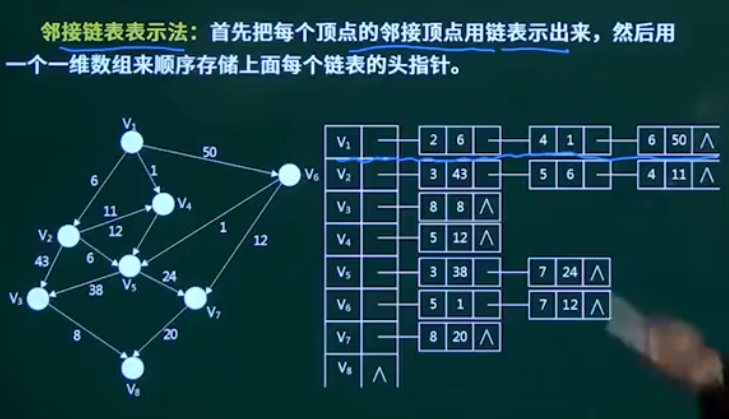 邻接链表表示法：首先把每个顶点的邻接顶点用链表示出来，然后用
一个一维数组来顺序存储上面每个链表的头指针。
V₁
50
V₆
6
1
V₄
11
12
V₂
1
12
43
6
V₅
24
38
V₃
V₇
8
20
V₈
V₁ 2 6 4 1 6 50 ∧
V₂ 3 43 5 6 4 11 ∧
V₃ 8 8 ∧
V₄ 5 12 ∧
V₅ 3 38 7 24 ∧
V₆ 5 1 7 12 ∧
V₇ 8 20 ∧
V₈ ∧